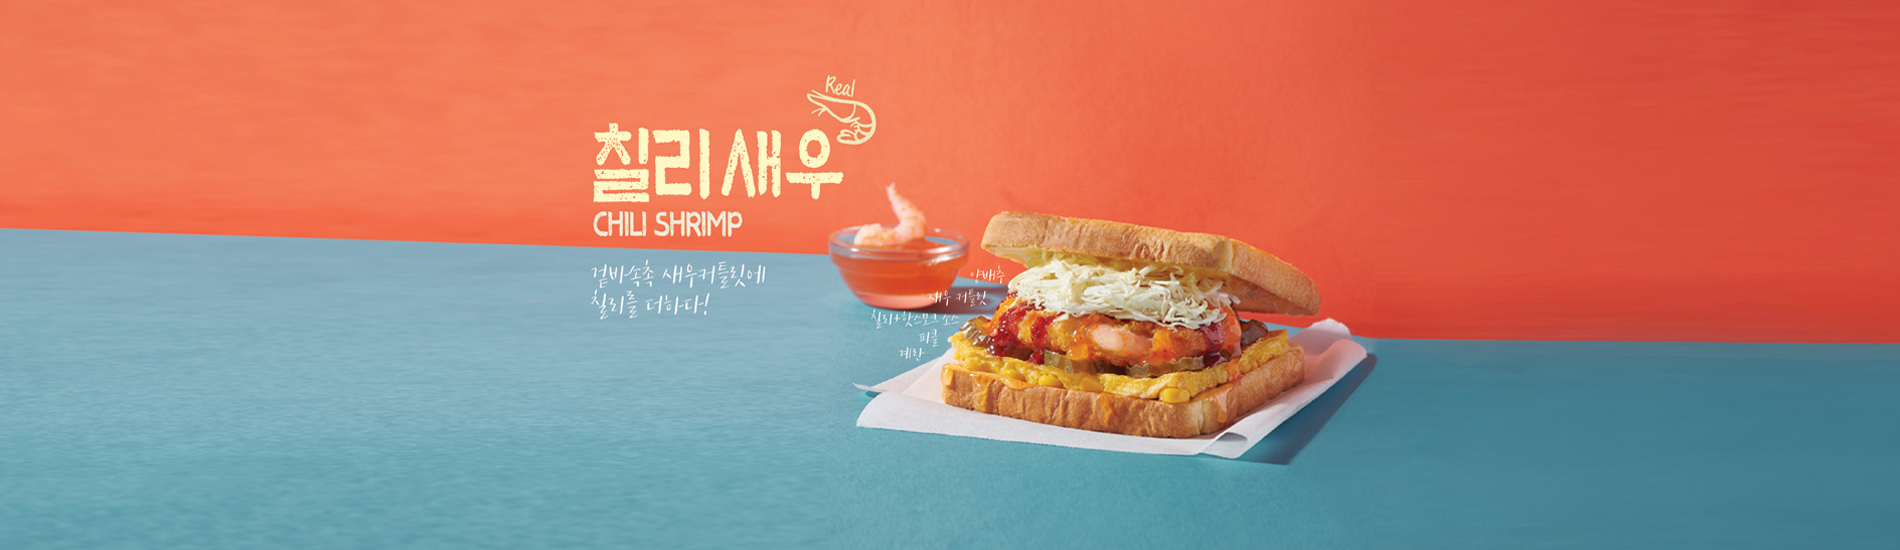 Real
칠리새우
CHILI SHRIMP
겉바속촉 새우커틀릿에
칠리를 더하다!
양배추
새우 커틀릿
칠리+핫스모크 소스
피클
계란